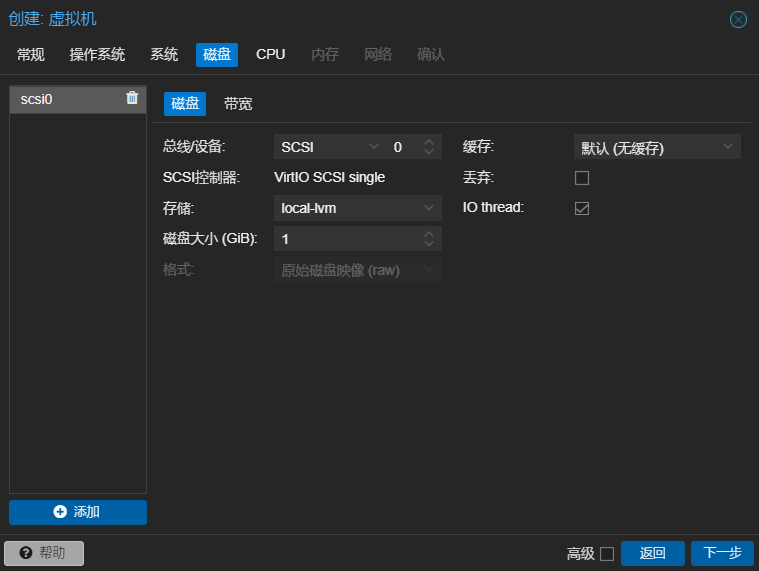 创建: 虚拟机
常规 操作系统 系统 磁盘 CPU 内存 网络 确认
scsi0
磁盘 带宽
总线/设备: SCSI 0 缓存: 默认 (无缓存)
SCSI控制器: VirtIO SCSI single 丢弃:
存储: local-lvm IO thread:
磁盘大小 (GiB): 1
格式: 原始磁盘映像 (raw)
添加
帮助 高级 返回 下一步